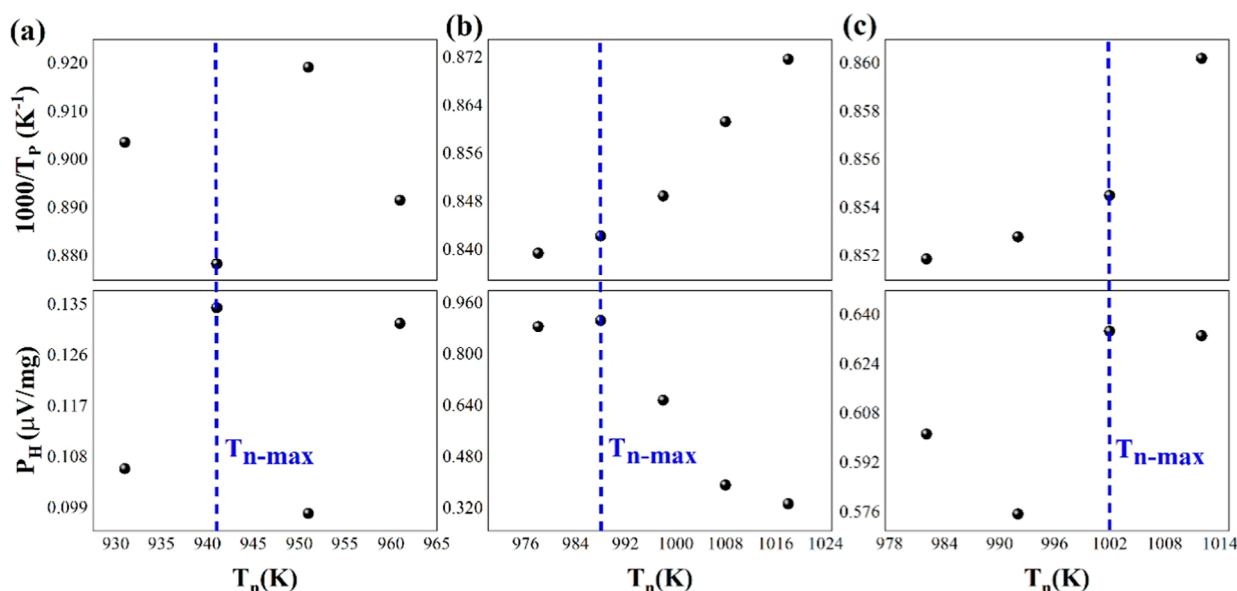 (a)
(b)
(c)
1000/T_P (K^-1)
0.920
0.910
0.900
0.890
0.880
0.872
0.864
0.856
0.848
0.840
0.860
0.858
0.856
0.854
0.852
P_H (μV/mg)
0.135
0.126
0.117
0.108
0.099
T_n-max
0.960
0.800
0.640
0.480
0.320
T_n-max
0.640
0.624
0.608
0.592
0.576
T_n-max
930 935 940 945 950 955 960 965
976 984 992 1000 1008 1016 1024
978 984 990 996 1002 1008 1014
T_n(K)
T_n(K)
T_n(K)